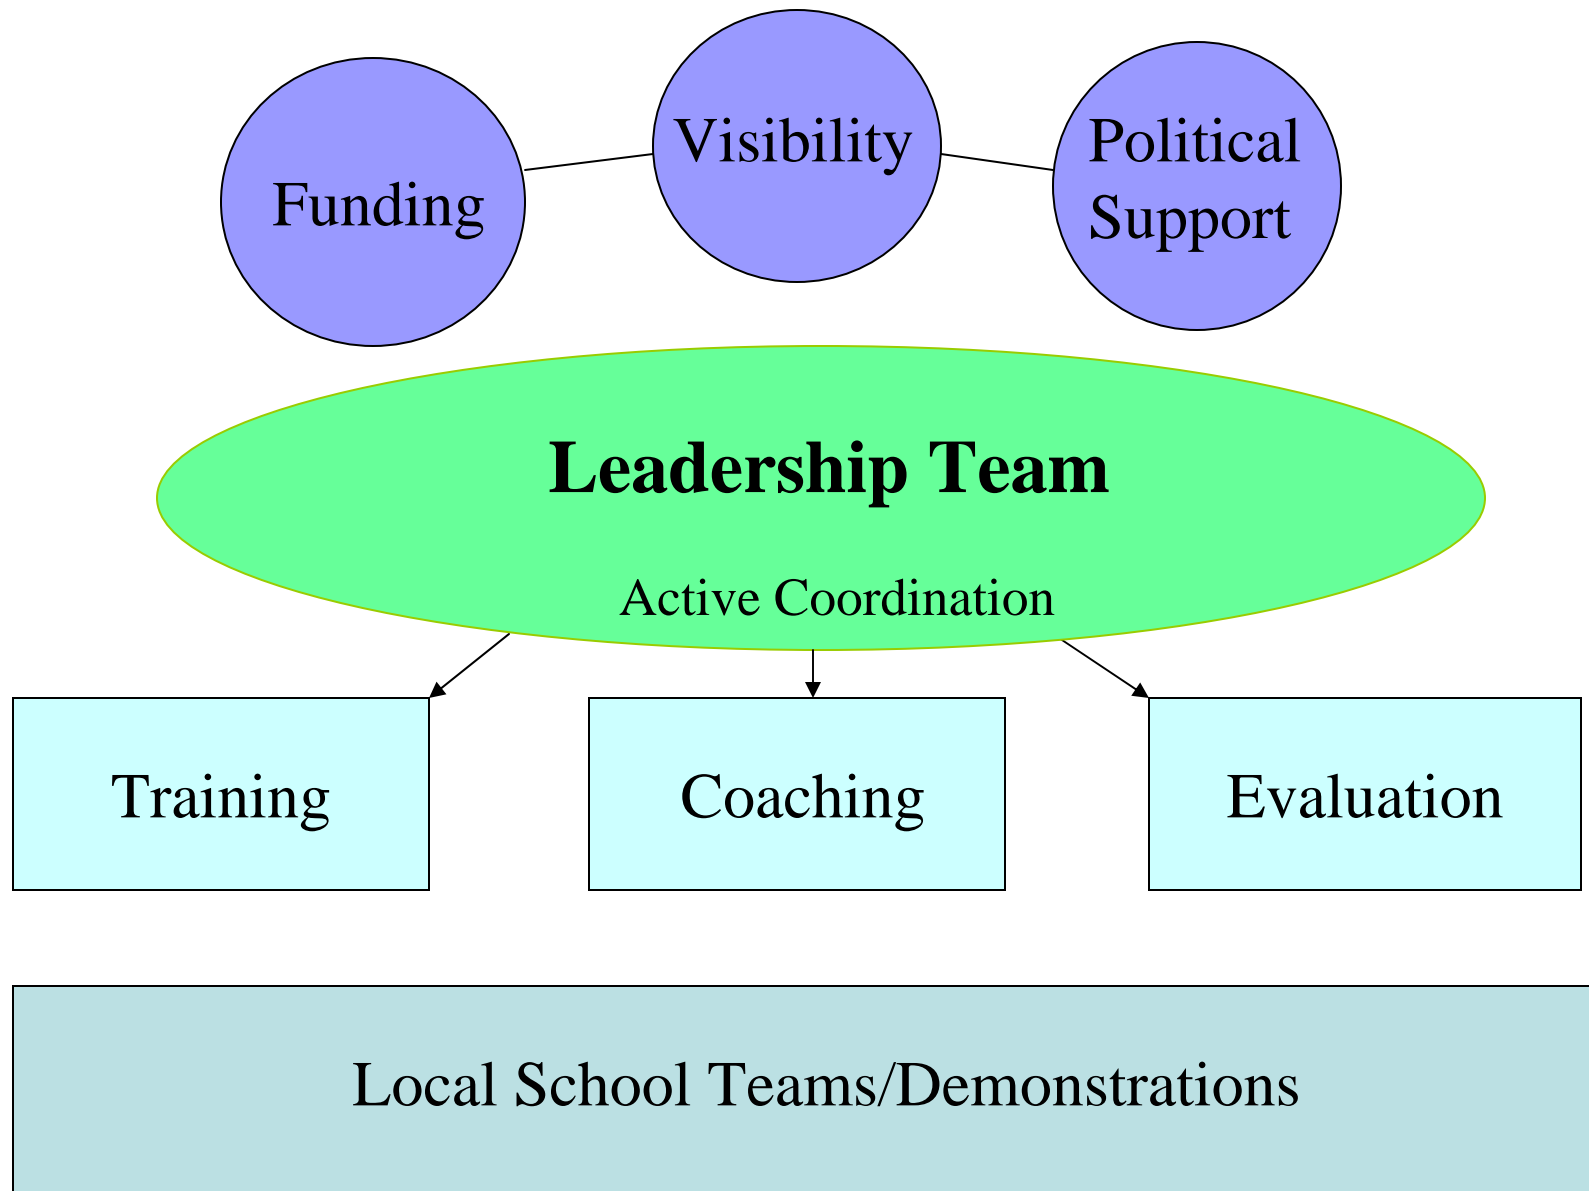 Funding
Visibility
Political
Support
Leadership Team
Active Coordination
Training
Coaching
Evaluation
Local School Teams/Demonstrations